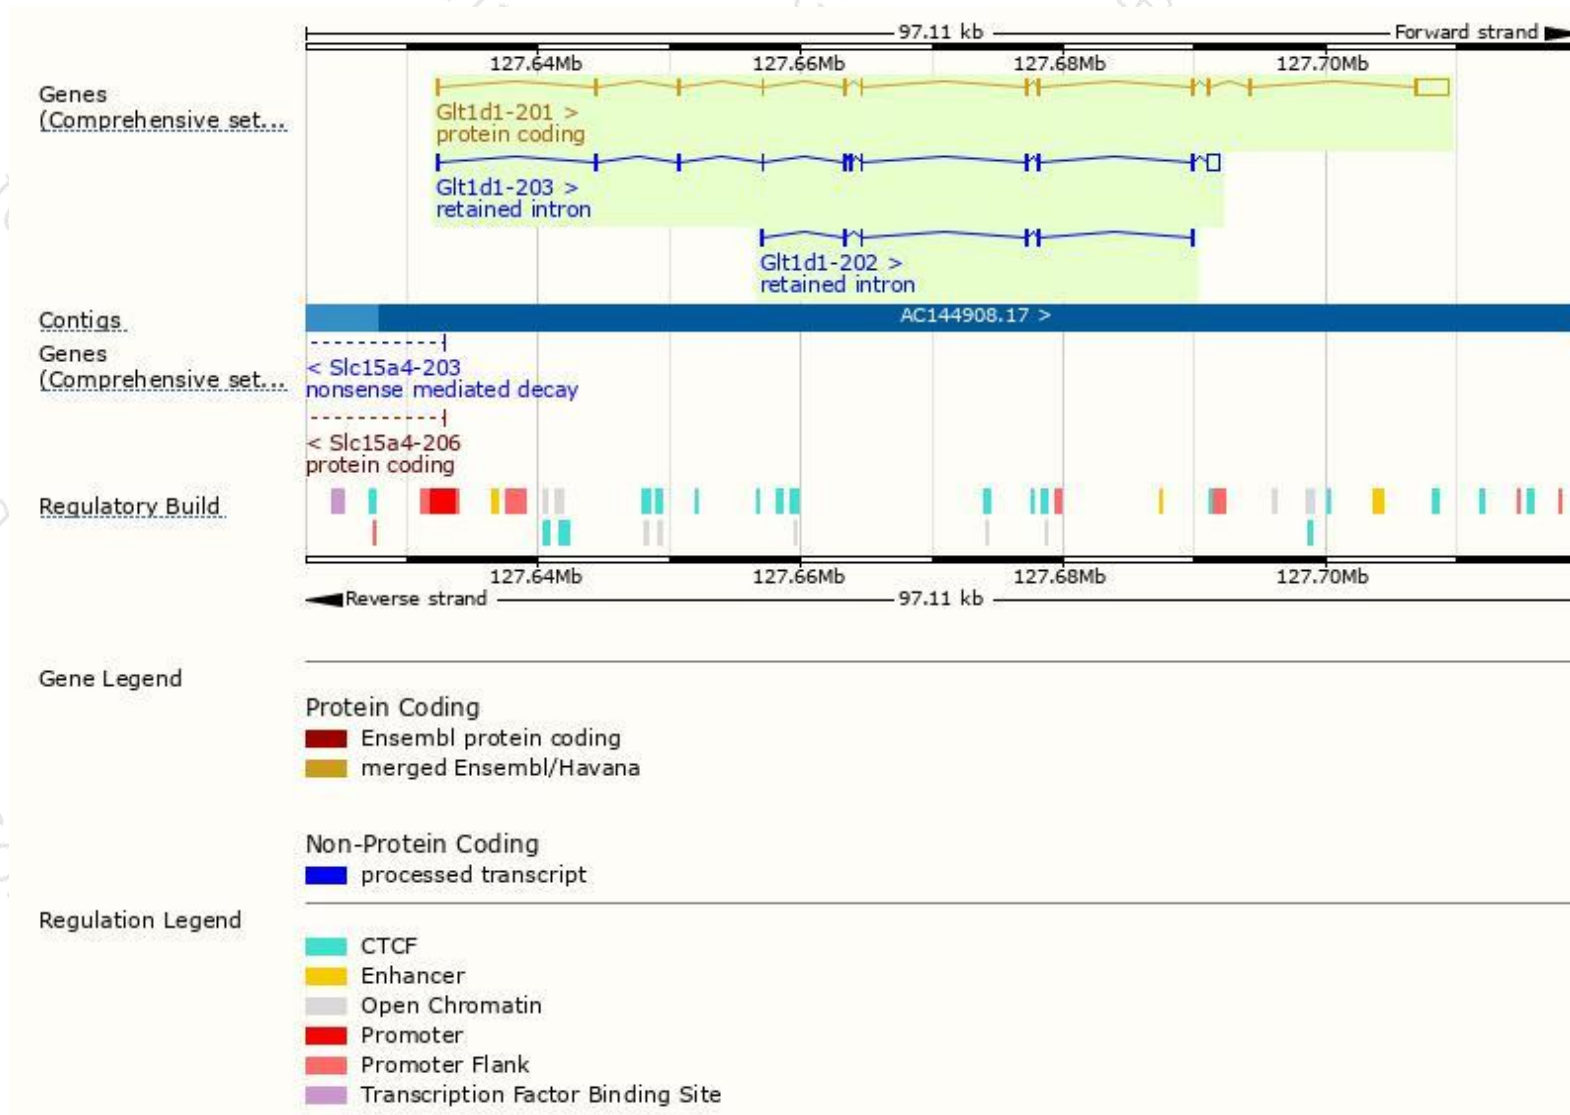 97.11 kb Forward strand
127.64Mb 127.66Mb 127.68Mb 127.70Mb
Genes
(Comprehensive set...
Glt1d1-201 >
protein coding
Glt1d1-203 >
retained intron
Glt1d1-202 >
retained intron
Contigs AC144908.17 >
Genes
(Comprehensive set...
< Slc15a4-203
nonsense mediated decay
< Slc15a4-206
protein coding
Regulatory Build
127.64Mb 127.66Mb 127.68Mb 127.70Mb
Reverse strand 97.11 kb
Gene Legend
Protein Coding
Ensembl protein coding
merged Ensembl/Havana
Non-Protein Coding
processed transcript
Regulation Legend
CTCF
Enhancer
Open Chromatin
Promoter
Promoter Flank
Transcription Factor Binding Site